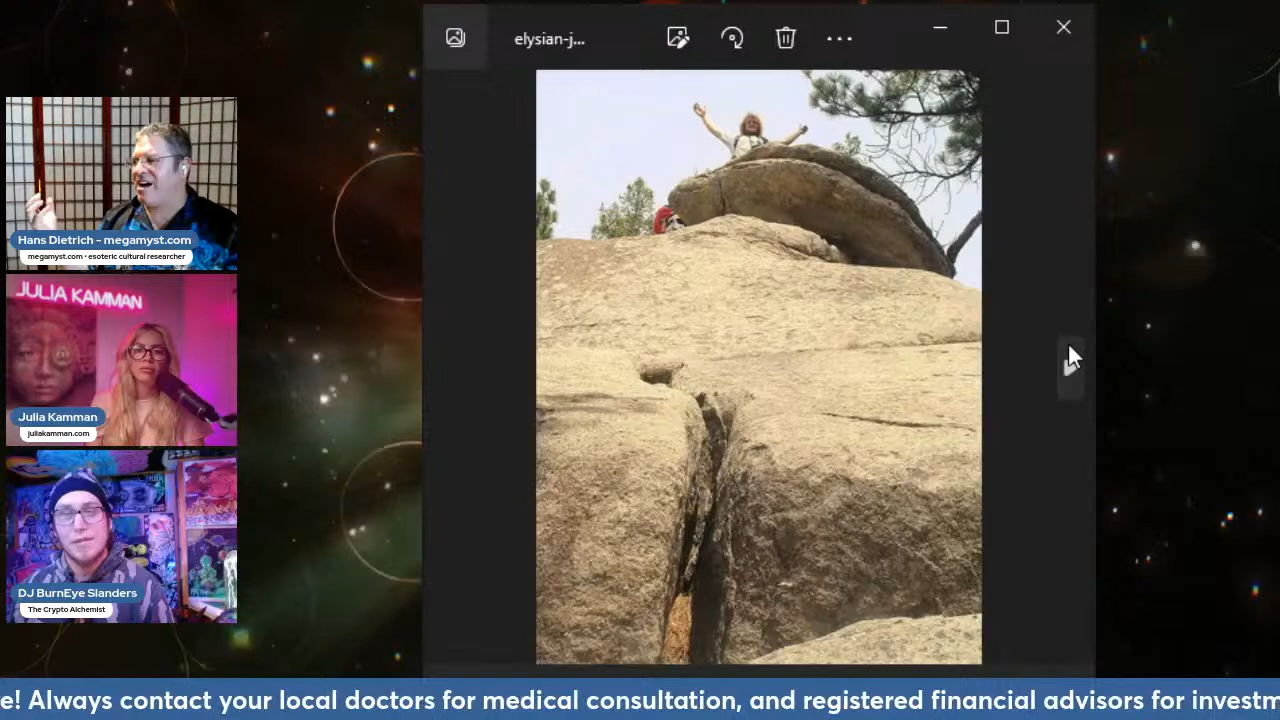 elysian-j...
Hans Dietrich - megamyst.com
megamyst.com • esoteric cultural researcher
JULIA KAMMAN
Julia Kamman
juliakamman.com
DJ BurnEye Slanders
The Crypto Alchemist
e! Always contact your local doctors for medical consultation, and registered financial advisors for investm